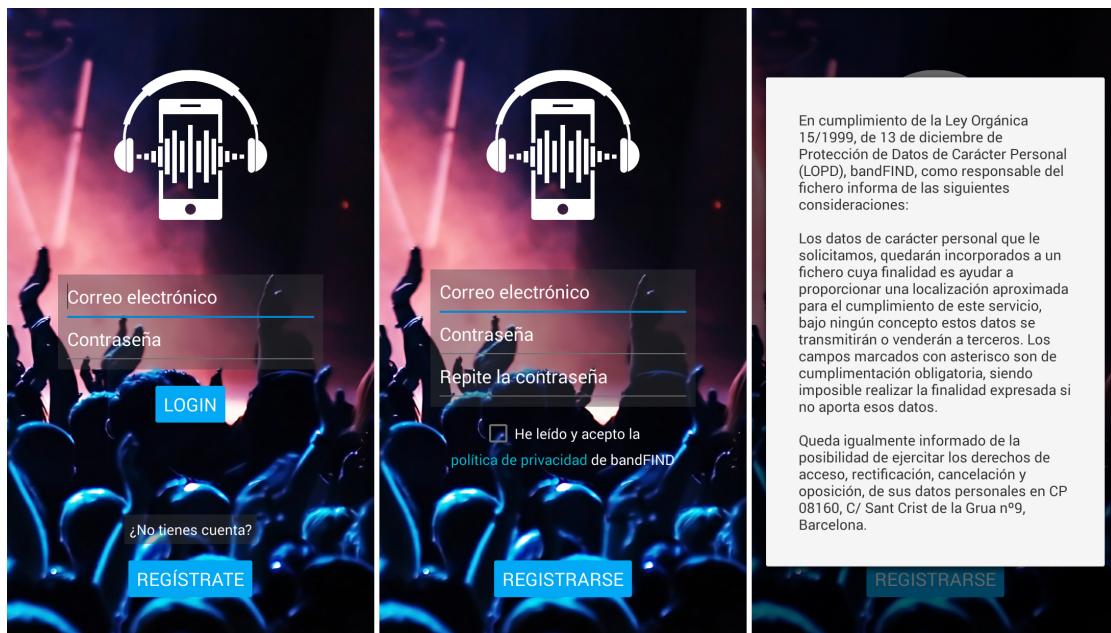 Correo electrónico
Contraseña
LOGIN
¿No tienes cuenta?
REGÍSTRATE
Correo electrónico
Contraseña
Repite la contraseña
He leído y acepto la
política de privacidad de bandFIND
REGISTRARSE
En cumplimiento de la Ley Orgánica
15/1999, de 13 de diciembre de
Protección de Datos de Carácter Personal
(LOPD), bandFIND, como responsable del
fichero informa de las siguientes
consideraciones:
Los datos de carácter personal que le
solicitamos, quedarán incorporados a un
fichero cuya finalidad es ayudar a
proporcionar una localización aproximada
para el cumplimiento de este servicio,
bajo ningún concepto estos datos se
transmitirán o venderán a terceros. Los
campos marcados con asterisco son de
cumplimentación obligatoria, siendo
imposible realizar la finalidad expresada si
no aporta esos datos.
Queda igualmente informado de la
posibilidad de ejercitar los derechos de
acceso, rectificación, cancelación y
oposición, de sus datos personales en CP
08160, C/ Sant Crist de la Grua nº9,
Barcelona.
REGISTRARSE